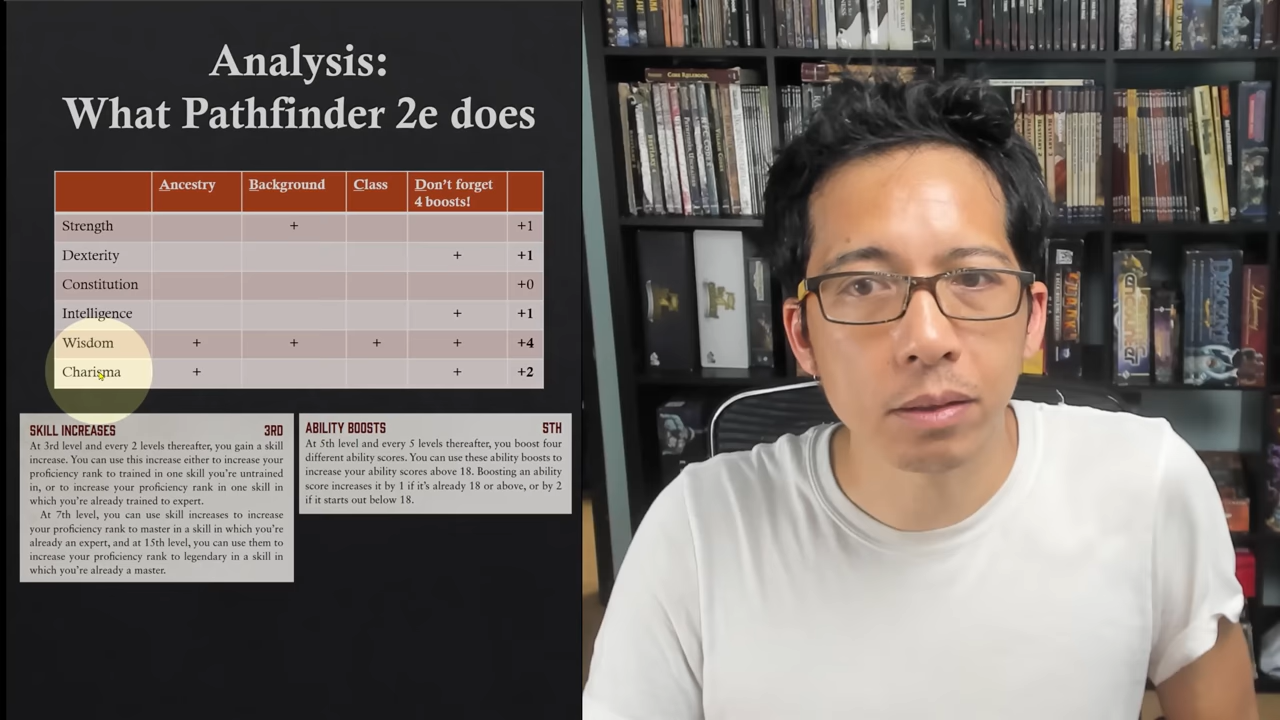 Analysis:
What Pathfinder 2e does
Ancestry Background Class Don't forget
4 boosts!
Strength + +1
Dexterity + +1
Constitution +0
Intelligence + +1
Wisdom + + + + +4
Charisma + + +2
SKILL INCREASES 3RD
At 3rd level and every 2 levels thereafter, you gain a skill
increase. You can use this increase either to increase your
proficiency rank to trained in one skill you're untrained
in, or to increase your proficiency rank in one skill in
which you're already trained to expert.
At 7th level, you can use skill increases to increase
your proficiency rank to master in a skill in which you're
already an expert, and at 15th level, you can use them to
increase your proficiency rank to legendary in a skill in
which you're already a master.
ABILITY BOOSTS 5TH
At 5th level and every 5 levels thereafter, you boost four
different ability scores. You can use these ability boosts to
increase your ability scores above 18. Boosting an ability
score increases it by 1 if it's already 18 or above, or by 2
if it starts out below 18.
CORE RULEBOOK
DESCENT